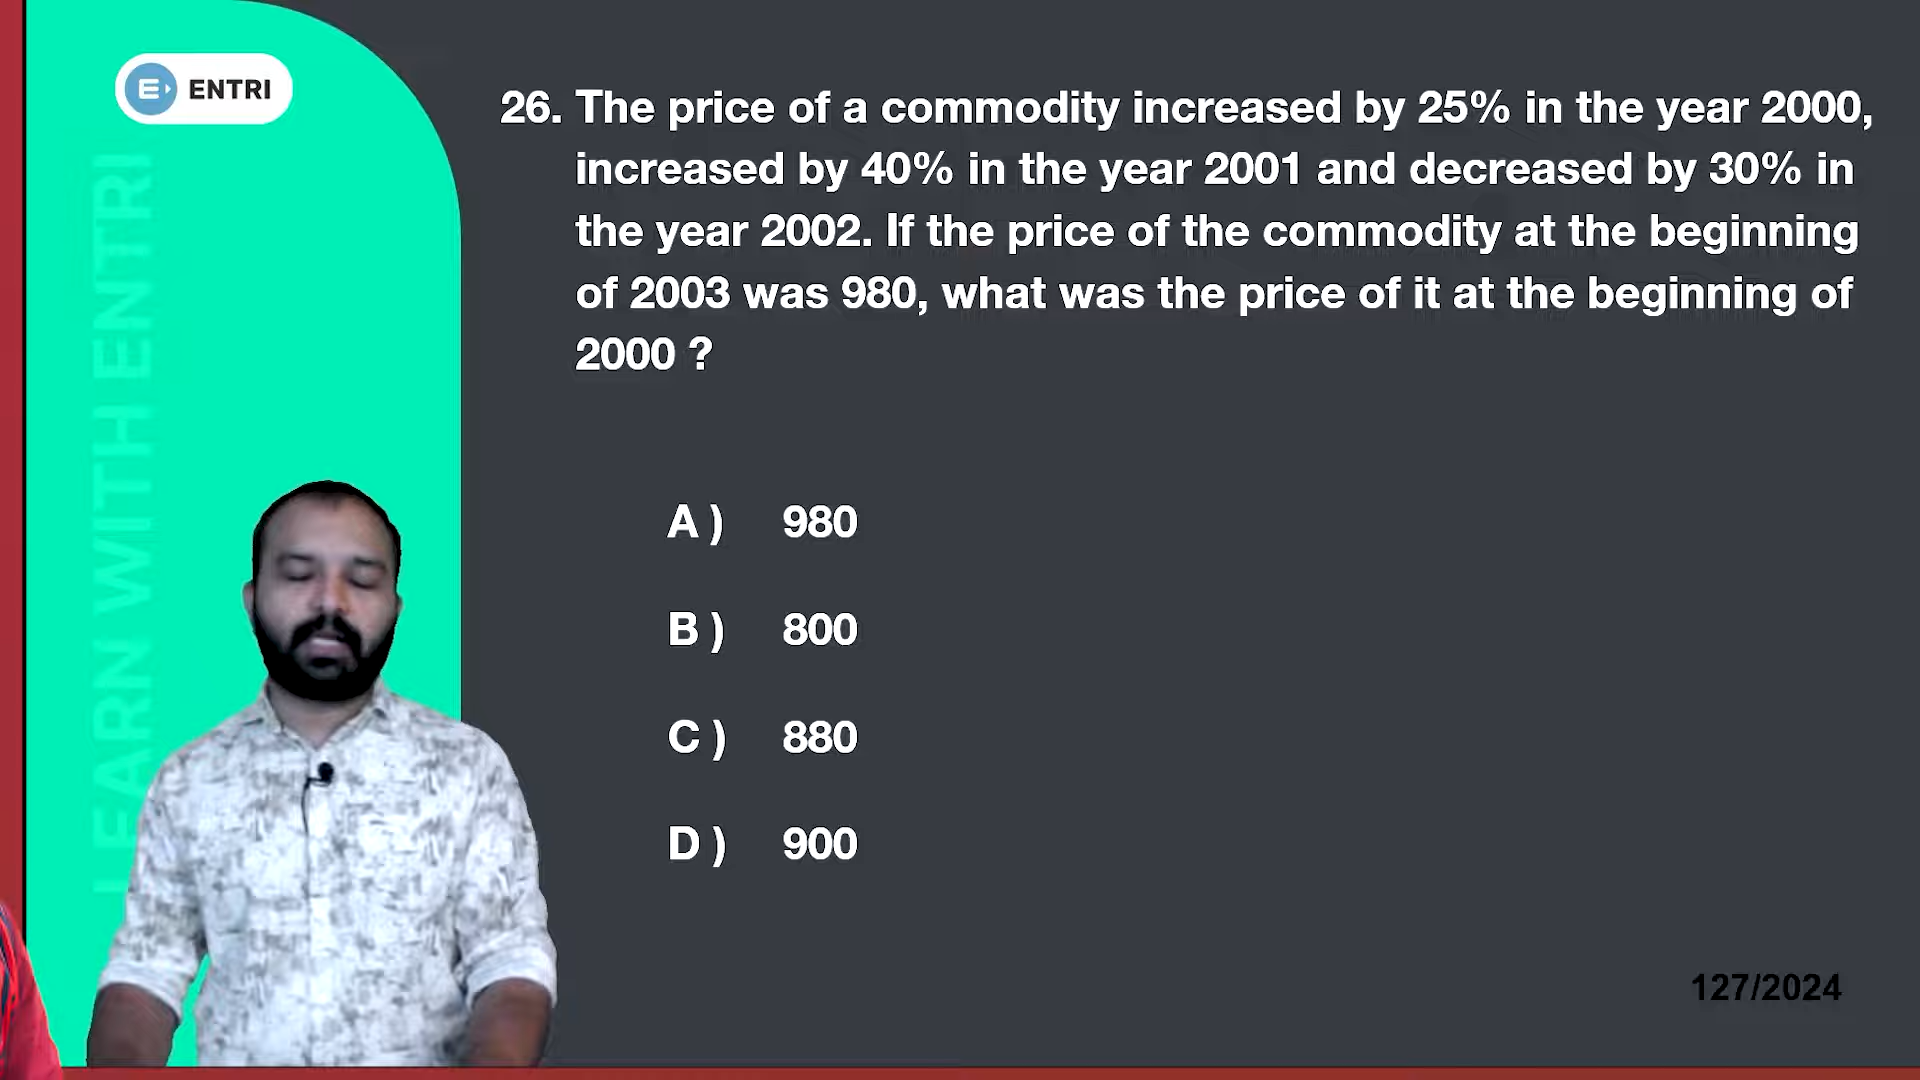 ENTRI
LEARN WITH ENTRI
26. The price of a commodity increased by 25% in the year 2000,
increased by 40% in the year 2001 and decreased by 30% in
the year 2002. If the price of the commodity at the beginning
of 2003 was 980, what was the price of it at the beginning of
2000 ?
A ) 980
B ) 800
C ) 880
D ) 900
127/2024